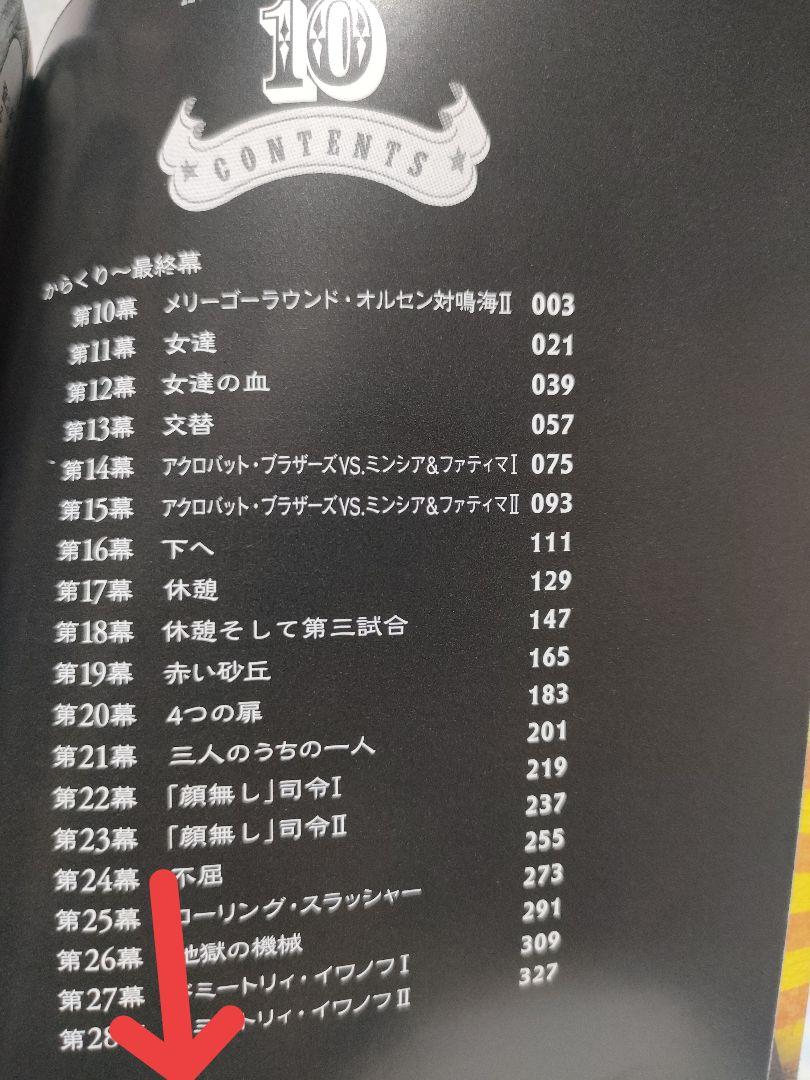 10
CONTENTS
からくり〜最終幕
第10幕 メリーゴーラウンド・オルセン対鳴海Ⅱ 003
第11幕 女達 021
第12幕 女達の血 039
第13幕 交替 057
第14幕 アクロバット・ブラザーズVS.ミンシア&ファティマⅠ 075
第15幕 アクロバット・ブラザーズVS.ミンシア&ファティマⅡ 093
第16幕 下へ 111
第17幕 休憩 129
第18幕 休憩そして第三試合 147
第19幕 赤い砂丘 165
第20幕 4つの扉 183
第21幕 三人のうちの一人 201
第22幕 「顔無し」司令Ⅰ 219
第23幕 「顔無し」司令Ⅱ 237
第24幕 不屈 255
第25幕 ローリング・スラッシャー 273
第26幕 地獄の機械 291
第27幕 ドミートリィ・イワノフⅠ 309
第28 ミートリィ・イワノフⅡ 327